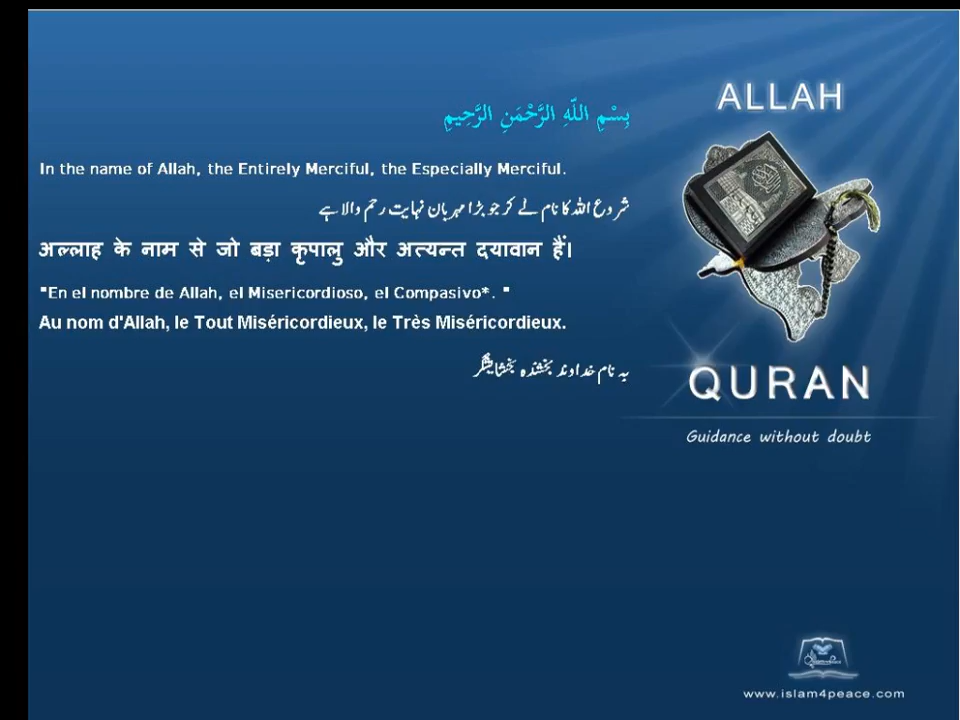 بِسْمِ اللَّهِ الرَّحْمَنِ الرَّحِيمِ
In the name of Allah, the Entirely Merciful, the Especially Merciful.
شروع اللہ کا نام لے کر جو بڑا مہربان نہایت رحم والا ہے
अल्लाह के नाम से जो बड़ा कृपालु और अत्यन्त दयावान हैं।
"En el nombre de Allah, el Misericordioso, el Compasivo*. "
Au nom d'Allah, le Tout Miséricordieux, le Très Miséricordieux.
به نام خداوند بخشنده بخشایشگر
ALLAH
QURAN
Guidance without doubt
www.islam4peace.com